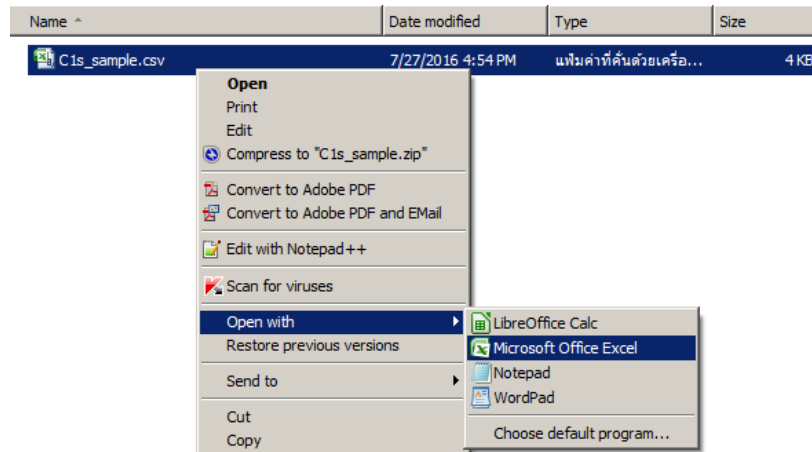 Name Date modified Type Size
C1s_sample.csv 7/27/2016 4:54 PM แฟ้มค่าที่คั่นด้วยเครื่อ... 4 KB
Open
Print
Edit
Compress to "C1s_sample.zip"
Convert to Adobe PDF
Convert to Adobe PDF and EMail
Edit with Notepad++
Scan for viruses
Open with
Restore previous versions
Send to
Cut
Copy
LibreOffice Calc
Microsoft Office Excel
Notepad
WordPad
Choose default program...